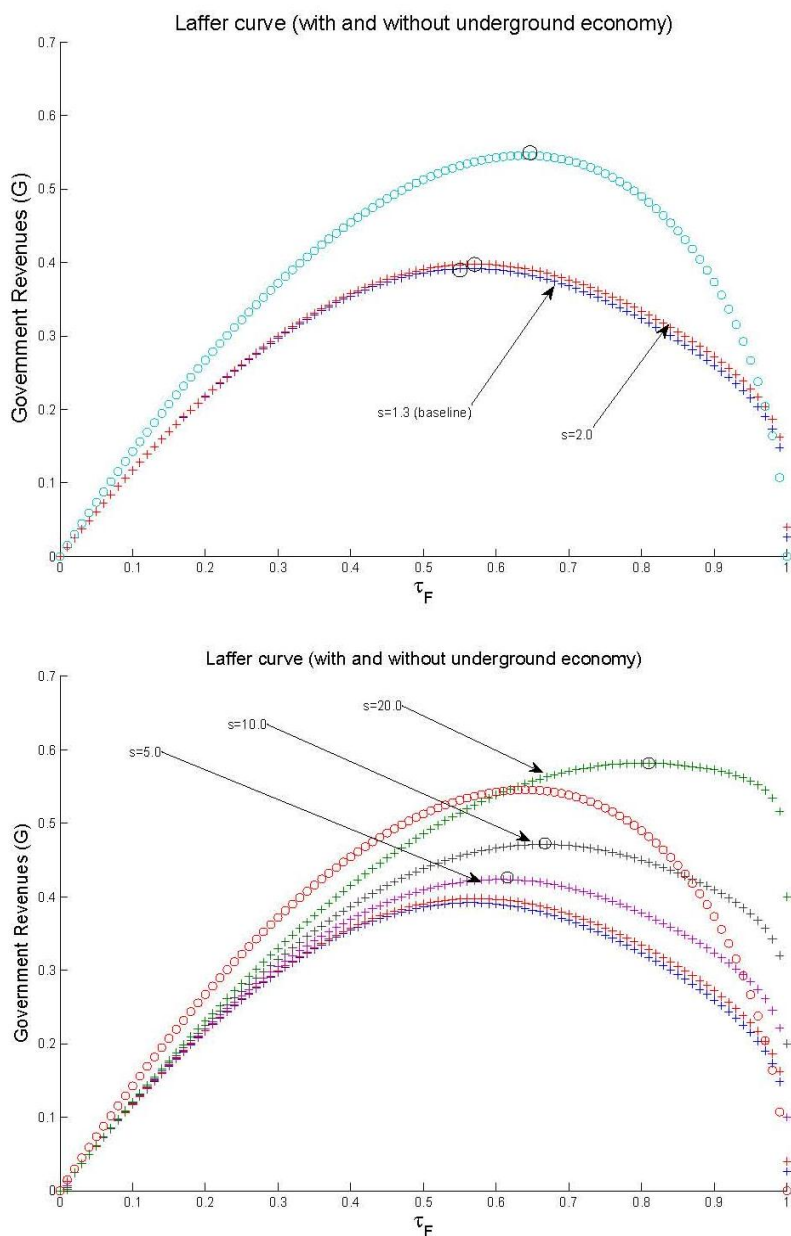 Laffer curve (with and without underground economy)
0.7
0.6
0.5
0.4
0.3
0.2
0.1
0
Government Revenues (G)
s=1.3 (baseline)
s=2.0
0 0.1 0.2 0.3 0.4 0.5 0.6 0.7 0.8 0.9 1
τF
Laffer curve (with and without underground economy)
0.7
0.6
0.5
0.4
0.3
0.2
0.1
0
Government Revenues (G)
s=20.0
s=10.0
s=5.0
0 0.1 0.2 0.3 0.4 0.5 0.6 0.7 0.8 0.9 1
τF